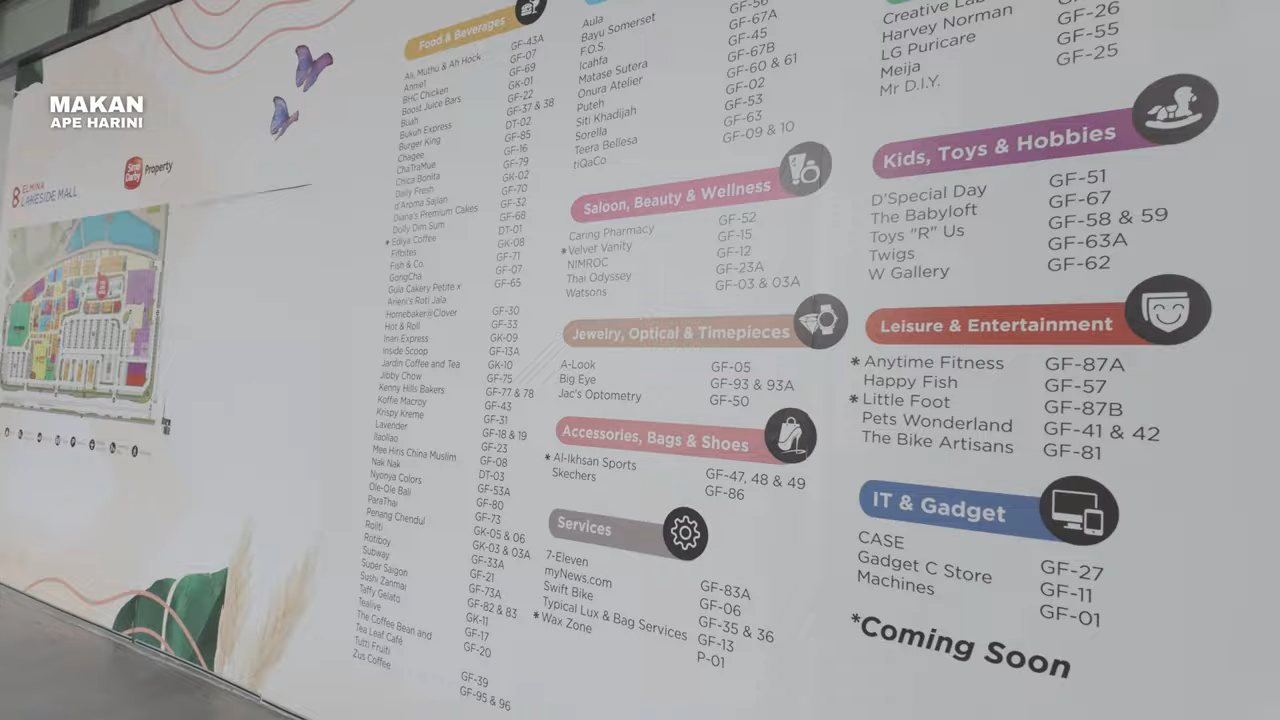 MAKAN
APE HARINI
Sime Darby Property
ELMINA
LAKESIDE MALL
Food & Beverages
Ali, Muthu & Ah Hock
Annie1
BHC Chicken
Boost Juice Bars
Buah
Bukuh Express
Burger King
Chagee
ChaTraMue
Chica Bonita
Daily Fresh
d'Aroma Sajian
Diana's Premium Cakes
Dolly Dim Sum
* Ediya Coffee
Fifbites
Fish & Co.
GongCha
Gula Cakery Petite x
Arieni's Roti Jala
Homebaker@Clover
Hot & Roll
Inari Express
Inside Scoop
Jardin Coffee and Tea
Jibby Chow
Kenny Hills Bakers
Koffie Macroy
Krispy Kreme
Lavender
llaollao
Mee Hiris China Muslim
Nak Nak
Nyonya Colors
Ole-Ole Bali
ParaThai
Penang Chendul
Rollti
Rotiboy
Subway
Super Saigon
Sushi Zanmai
Taffy Gelato
Tealive
The Coffee Bean and
Tea Leaf Café
Tutti Fruiti
Zus Coffee
GF-43A
GF-07
GF-69
GK-01
GF-22
GF-37 & 38
DT-02
GF-85
GF-16
GF-79
GK-02
GF-70
GF-32
GF-68
DT-01
GK-08
GF-71
GF-07
GF-65
GF-30
GF-33
GK-09
GF-13A
GK-10
GF-75
GF-77 & 78
GF-43
GF-31
GF-18 & 19
GF-23
GF-08
DT-03
GF-53A
GF-80
GF-73
GK-05 & 06
GK-03 & 03A
GF-33A
GF-21
GF-73A
GF-82 & 83
GK-11
GF-17
GF-20
GF-39
GF-95 & 96
Aula
Bayu Somerset
F.O.S.
Icahfa
Matase Sutera
Onura Atelier
Puteh
Siti Khadijah
Sorella
Teera Bellesa
tiQaCo
GF-56
GF-67A
GF-45
GF-67B
GF-60 & 61
GF-02
GF-53
GF-63
GF-09 & 10
Saloon, Beauty & Wellness
Caring Pharmacy
* Velvet Vanity
NIMROC
Thai Odyssey
Watsons
GF-52
GF-15
GF-12
GF-23A
GF-03 & 03A
Jewelry, Optical & Timepieces
A-Look
Big Eye
Jac's Optometry
GF-05
GF-93 & 93A
GF-50
Accessories, Bags & Shoes
* Al-Ikhsan Sports
Skechers
GF-47, 48 & 49
GF-86
Services
7-Eleven
myNews.com
Swift Bike
Typical Lux & Bag Services
* Wax Zone
GF-83A
GF-06
GF-35 & 36
GF-13
P-01
Creative Lab
Harvey Norman
LG Puricare
Meija
Mr D.I.Y.
GF-26
GF-55
GF-25
Kids, Toys & Hobbies
D'Special Day
The Babyloft
Toys "R" Us
Twigs
W Gallery
GF-51
GF-67
GF-58 & 59
GF-63A
GF-62
Leisure & Entertainment
* Anytime Fitness
Happy Fish
* Little Foot
Pets Wonderland
The Bike Artisans
GF-87A
GF-57
GF-87B
GF-41 & 42
GF-81
IT & Gadget
CASE
Gadget C Store
Machines
GF-27
GF-11
GF-01
*Coming Soon